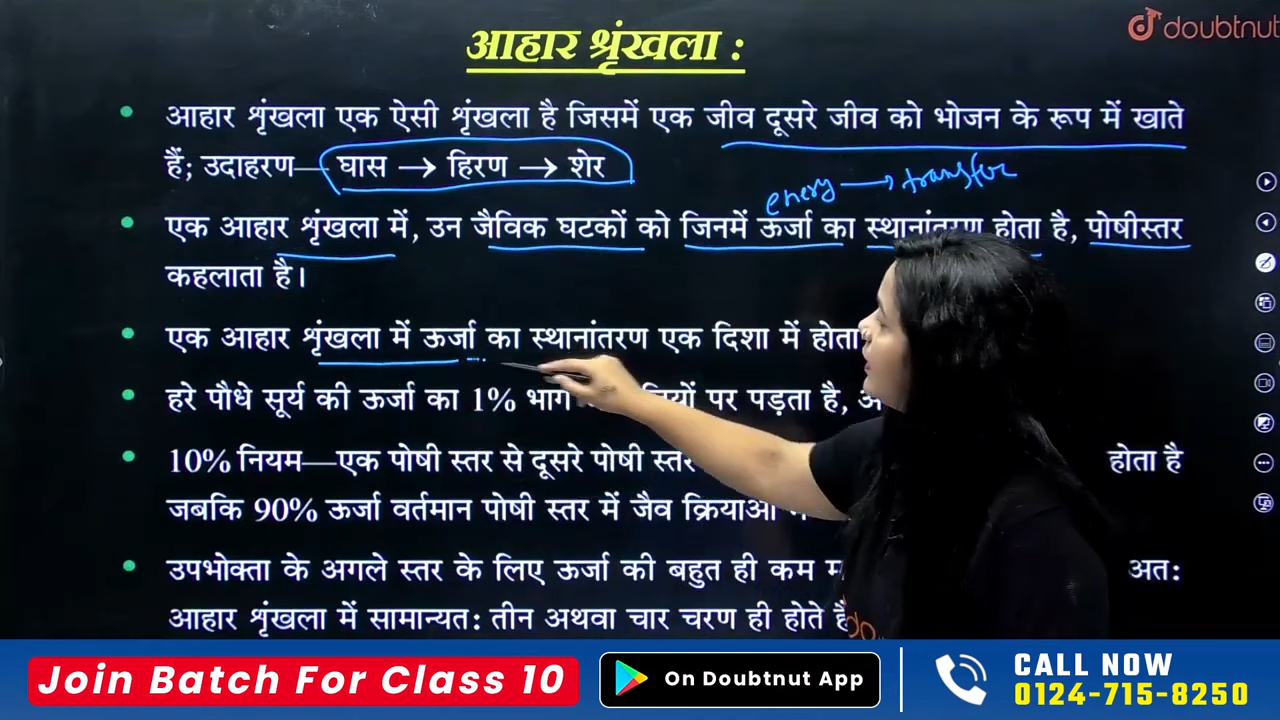 doubtnut
आहार श्रृंखला :
• आहार शृंखला एक ऐसी शृंखला है जिसमें एक जीव दूसरे जीव को भोजन के रूप में खाते
हैं; उदाहरण— घास → हिरण → शेर
energy → transfer
• एक आहार शृंखला में, उन जैविक घटकों को जिनमें ऊर्जा का स्थानांतरण होता है, पोषीस्तर
कहलाता है।
• एक आहार शृंखला में ऊर्जा का स्थानांतरण एक दिशा में होता
• हरे पौधे सूर्य की ऊर्जा का 1% भाग पर पड़ता है,
• 10% नियम—एक पोषी स्तर से दूसरे पोषी स्तर होता है
जबकि 90% ऊर्जा वर्तमान पोषी स्तर में जैव क्रियाओं
• उपभोक्ता के अगले स्तर के लिए ऊर्जा की बहुत ही कम अत:
आहार शृंखला में सामान्यत: तीन अथवा चार चरण ही होते
Join Batch For Class 10
On Doubtnut App
CALL NOW
0124-715-8250